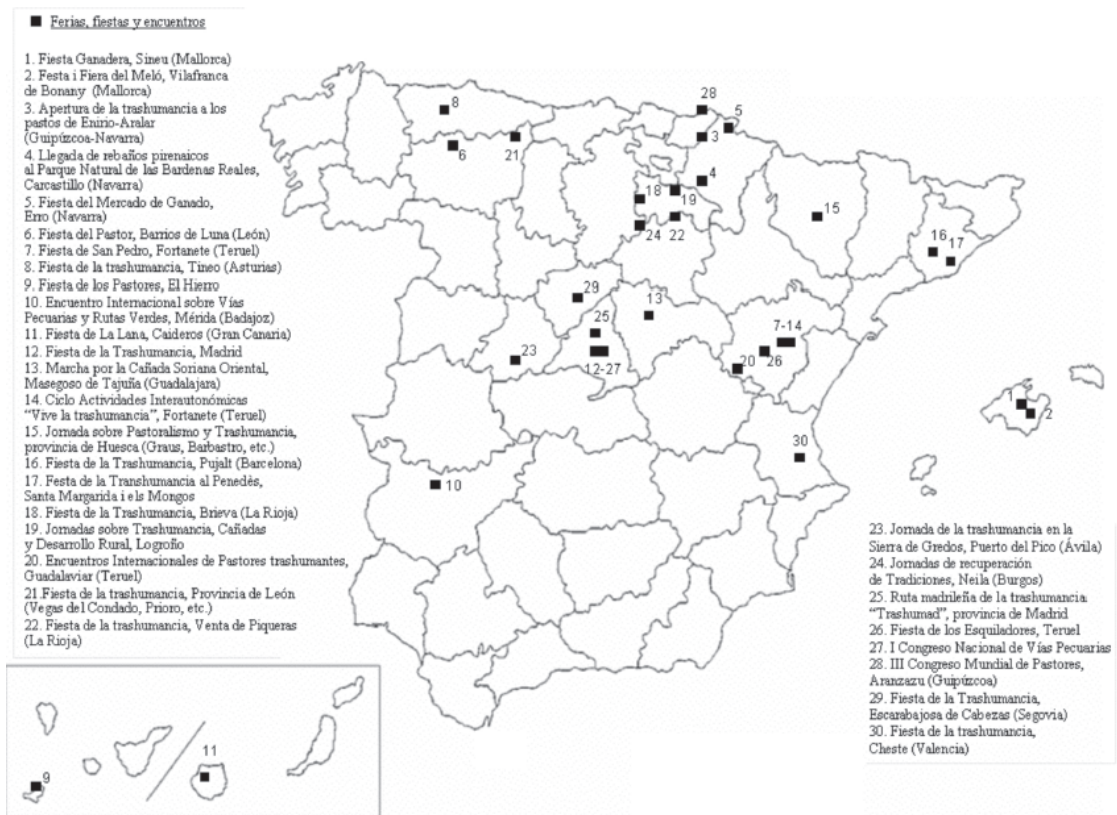 Ferias, fiestas y encuentros
1. Fiesta Ganadera, Sineu (Mallorca)
2. Festa i Fiera del Meló, Vilafranca
de Bonany (Mallorca)
3. Apertura de la trashumancia a los
pastos de Enirio-Aralar
(Guipúzcoa-Navarra)
4. Llegada de rebaños pirenaicos
al Parque Natural de las Bardenas Reales,
Carcastillo (Navarra)
5. Fiesta del Mercado de Ganado,
Erro (Navarra)
6. Fiesta del Pastor, Barrios de Luna (León)
7. Fiesta de San Pedro, Fortanete (Teruel)
8. Fiesta de la trashumancia, Tineo (Asturias)
9. Fiesta de los Pastores, El Hierro
10. Encuentro Internacional sobre Vías
Pecuarias y Rutas Verdes, Mérida (Badajoz)
11. Fiesta de La Lana, Caideros (Gran Canaria)
12. Fiesta de la Trashumancia, Madrid
13. Marcha por la Cañada Soriana Oriental,
Masegoso de Tajuña (Guadalajara)
14. Ciclo Actividades Interautonómicas
“Vive la trashumancia”, Fortanete (Teruel)
15. Jornada sobre Pastoralismo y Trashumancia,
provincia de Huesca (Graus, Barbastro, etc.)
16. Fiesta de la Trashumancia, Pujalt (Barcelona)
17. Festa de la Transhumancia al Penedès,
Santa Margarida i els Mongos
18. Fiesta de la Trashumancia, Brieva (La Rioja)
19. Jornadas sobre Trashumancia, Cañadas
y Desarrollo Rural, Logroño
20. Encuentros Internacionales de Pastores trashumantes,
Guadalaviar (Teruel)
21.Fiesta de la trashumancia, Provincia de León
(Vegas del Condado, Prioro, etc.)
22. Fiesta de la trashumancia, Venta de Piqueras
(La Rioja)
23. Jornada de la trashumancia en la
Sierra de Gredos, Puerto del Pico (Ávila)
24. Jornadas de recuperación
de Tradiciones, Neila (Burgos)
25. Ruta madrileña de la trashumancia
“Trashumad”, provincia de Madrid
26. Fiesta de los Esquiladores, Teruel
27. I Congreso Nacional de Vías Pecuarias
28. III Congreso Mundial de Pastores,
Aranzazu (Guipúzcoa)
29. Fiesta de la Trashumancia,
Escarabajosa de Cabezas (Segovia)
30. Fiesta de la trashumancia,
Cheste (Valencia)
28
8
5
3
6
21
4
18
19
15
24
22
16
17
29
13
25
7-14
23
12-27
20
26
1
2
30
10
11
9